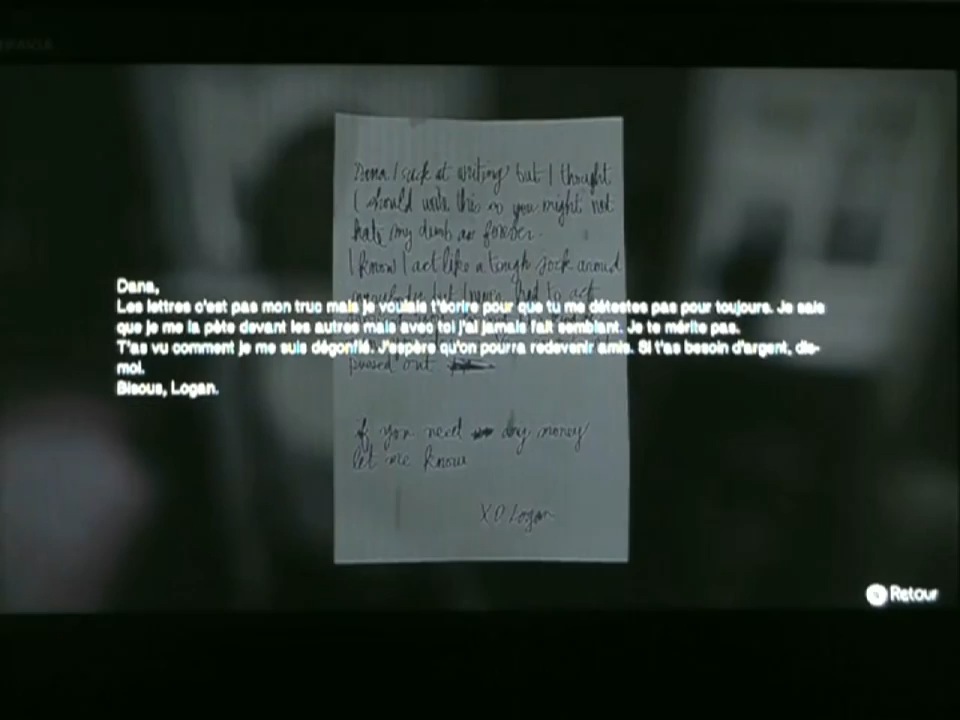 Dana I suck at writing but I thought
I should write this so you might not
hate my dumb ass forever.
I know I act like a tough jock around
passed out
if you need any money
let me know
XO Logan
Dana,
Les lettres c'est pas mon truc mais je voulais t'écrire pour que tu me détestes pas pour toujours. Je sais
que je me la pète devant les autres mais avec toi j'ai jamais fait semblant. Je te mérite pas.
T'as vu comment je me suis dégonflé. J'espère qu'on pourra redevenir amis. Si t'as besoin d'argent, dis-
moi.
Bisous, Logan.
Retour